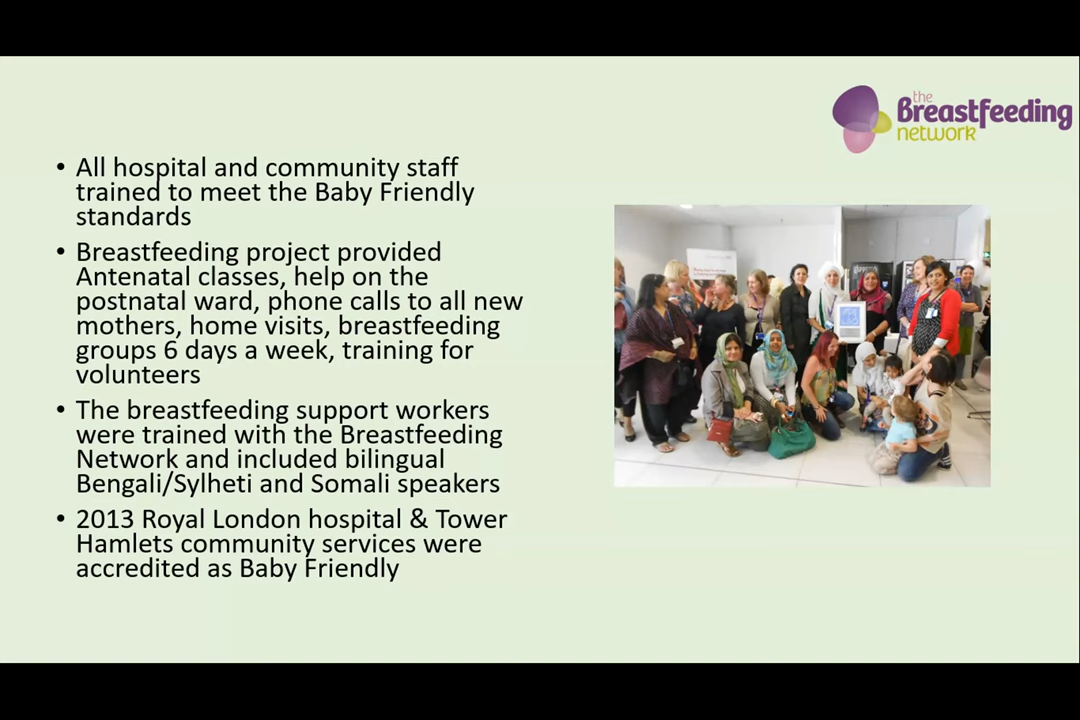 the
Breastfeeding
network
• All hospital and community staff
trained to meet the Baby Friendly
standards
• Breastfeeding project provided
Antenatal classes, help on the
postnatal ward, phone calls to all new
mothers, home visits, breastfeeding
groups 6 days a week, training for
volunteers
• The breastfeeding support workers
were trained with the Breastfeeding
Network and included bilingual
Bengali/Sylheti and Somali speakers
• 2013 Royal London hospital & Tower
Hamlets community services were
accredited as Baby Friendly